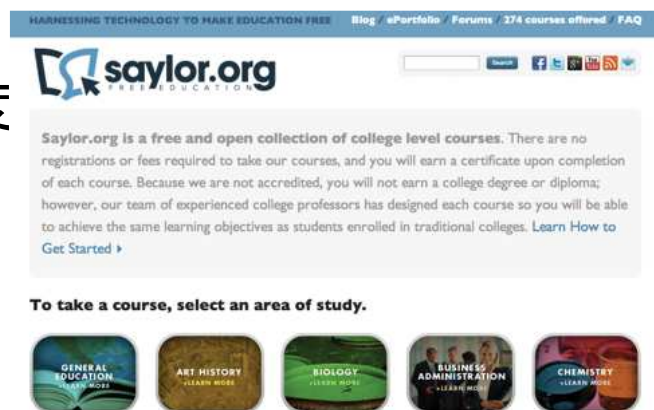 HARNESSING TECHNOLOGY TO MAKE EDUCATION FREE Blog / ePortfolio / Forums / 274 courses offered / FAQ
saylor.org
FREE EDUCATION
Search
Saylor.org is a free and open collection of college level courses. There are no
registrations or fees required to take our courses, and you will earn a certificate upon completion
of each course. Because we are not accredited, you will not earn a college degree or diploma;
however, our team of experienced college professors has designed each course so you will be able
to achieve the same learning objectives as students enrolled in traditional colleges. Learn How to
Get Started ▸
To take a course, select an area of study.
GENERAL
EDUCATION
»LEARN MORE
ART HISTORY
»LEARN MORE
BIOLOGY
»LEARN MORE
BUSINESS
ADMINISTRATION
»LEARN MORE
CHEMISTRY
»LEARN MORE